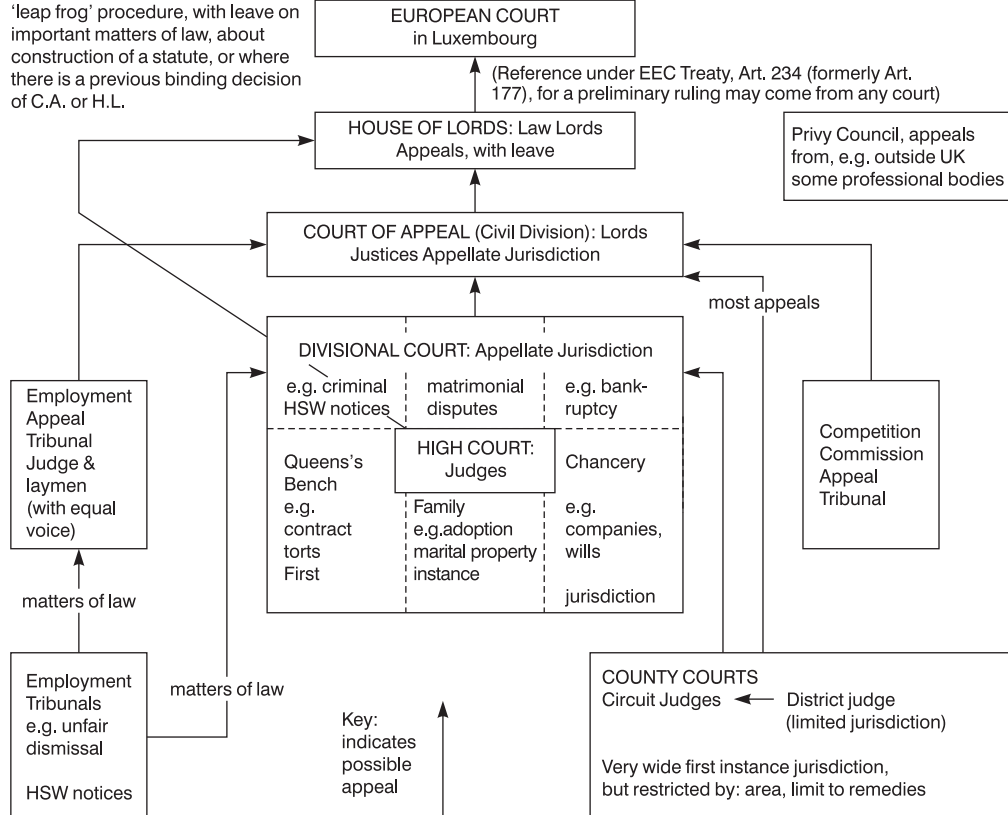 ‘leap frog’ procedure, with leave on
important matters of law, about
construction of a statute, or where
there is a previous binding decision
of C.A. or H.L.
EUROPEAN COURT
in Luxembourg
(Reference under EEC Treaty, Art. 234 (formerly Art.
177), for a preliminary ruling may come from any court)
HOUSE OF LORDS: Law Lords
Appeals, with leave
Privy Council, appeals
from, e.g. outside UK
some professional bodies
COURT OF APPEAL (Civil Division): Lords
Justices Appellate Jurisdiction
most appeals
DIVISIONAL COURT: Appellate Jurisdiction
e.g. criminal
HSW notices
matrimonial
disputes
e.g. bank-
ruptcy
HIGH COURT:
Judges
Queens's
Bench
e.g.
contract
torts
First
Family
e.g.adoption
marital property
instance
Chancery
e.g.
companies,
wills
jurisdiction
Employment
Appeal
Tribunal
Judge &
laymen
(with equal
voice)
Competition
Commission
Appeal
Tribunal
matters of law
Employment
Tribunals
e.g. unfair
dismissal
HSW notices
matters of law
Key:
indicates
possible
appeal
COUNTY COURTS
Circuit Judges
District judge
(limited jurisdiction)
Very wide first instance jurisdiction,
but restricted by: area, limit to remedies